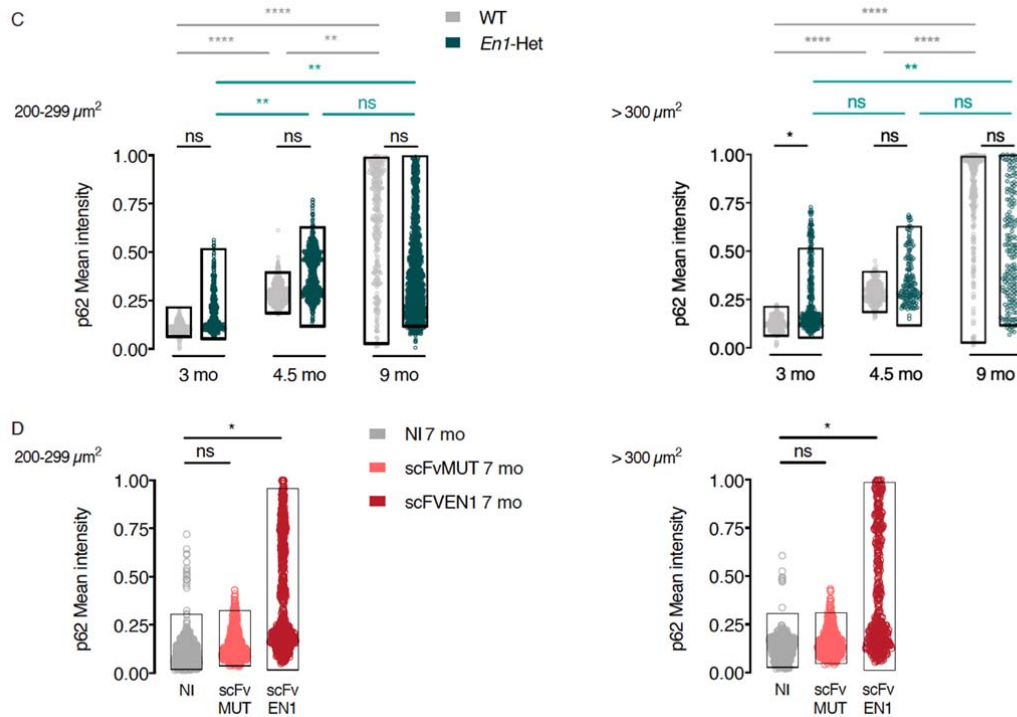 C
WT
En1-Het
****
****
**
**
**
ns
200-299 µm²
ns
ns
ns
p62 Mean intensity
1.00
0.75
0.50
0.25
0.00
3 mo
4.5 mo
9 mo
****
****
****
**
ns
ns
> 300 µm²
*
ns
ns
p62 Mean intensity
1.00
0.75
0.50
0.25
0.00
3 mo
4.5 mo
9 mo
D
200-299 µm²
*
ns
NI 7 mo
scFvMUT 7 mo
scFVEN1 7 mo
p62 Mean intensity
1.00
0.75
0.50
0.25
0.00
NI
scFv
MUT
scFv
EN1
> 300 µm²
*
ns
p62 Mean intensity
1.00
0.75
0.50
0.25
0.00
NI
scFv
MUT
scFv
EN1